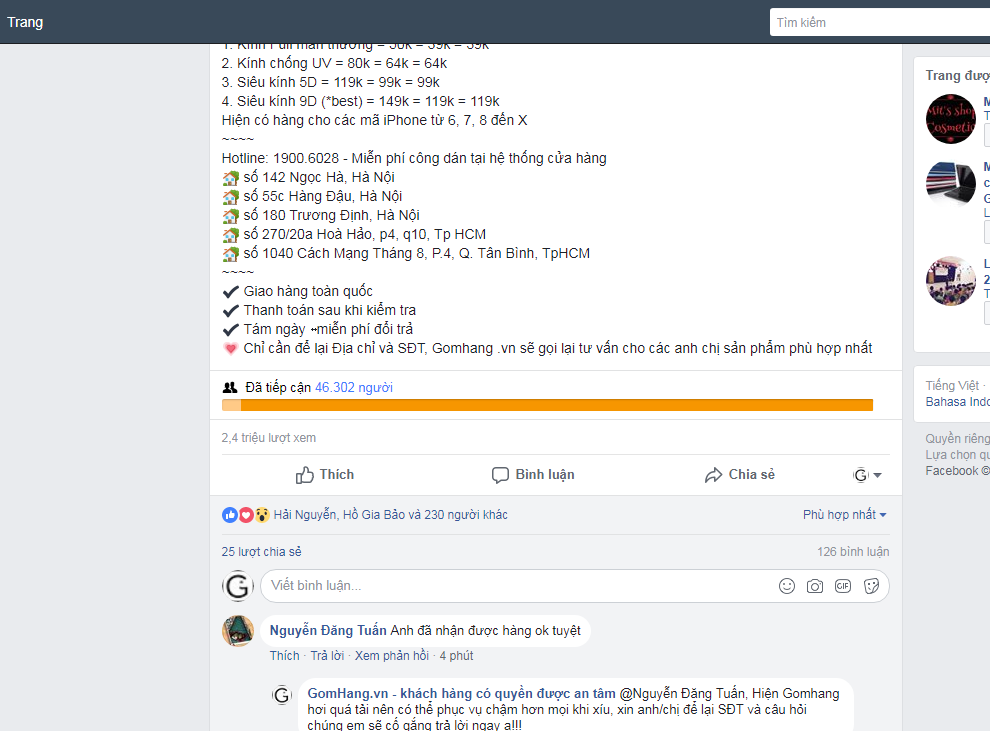 Trang
Tìm kiếm
1. Kính Full màn thường = 50k = 39k = 39k
2. Kính chống UV = 80k = 64k = 64k
3. Siêu kính 5D = 119k = 99k = 99k
4. Siêu kính 9D (*best) = 149k = 119k = 119k
Hiện có hàng cho các mã iPhone từ 6, 7, 8 đến X
~~~~
Hotline: 1900.6028 - Miễn phí công dán tại hệ thống cửa hàng
số 142 Ngọc Hà, Hà Nội
số 55c Hàng Đậu, Hà Nội
số 180 Trương Định, Hà Nội
số 270/20a Hoà Hảo, p4, q10, Tp HCM
số 1040 Cách Mạng Tháng 8, P.4, Q. Tân Bình, TpHCM
~~~~
Giao hàng toàn quốc
Thanh toán sau khi kiểm tra
Tám ngày miễn phí đổi trả
Chỉ cần để lại Địa chỉ và SĐT, Gomhang .vn sẽ gọi lại tư vấn cho các anh chị sản phẩm phù hợp nhất
Đã tiếp cận 46.302 người
2,4 triệu lượt xem
Thích Bình luận Chia sẻ
Hải Nguyễn, Hồ Gia Bảo và 230 người khác Phù hợp nhất
25 lượt chia sẻ 126 bình luận
Viết bình luận... GIF
Nguyễn Đăng Tuấn Anh đã nhận được hàng ok tuyệt
Thích · Trả lời · Xem phản hồi · 4 phút
GomHang.vn - khách hàng có quyền được an tâm @Nguyễn Đăng Tuấn, Hiện Gomhang
hơi quá tải nên có thể phục vụ chậm hơn mọi khi xíu, xin anh/chị để lại SĐT và câu hỏi
chúng em sẽ cố gắng trả lời ngay ạ!!!
Trang đượ
Mit's shop
Cosmetic
Tiếng Việt ·
Bahasa Indo
Quyền riêng
Lựa chọn qu
Facebook ©